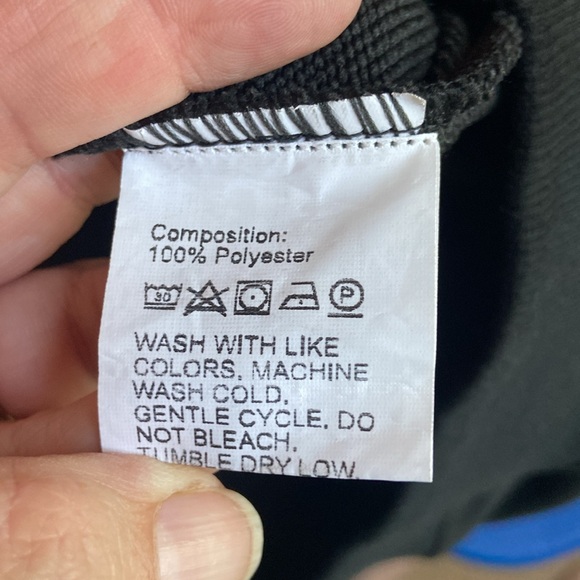 Composition:
100% Polyester
30 P
WASH WITH LIKE
COLORS. MACHINE
WASH COLD.
GENTLE CYCLE. DO
NOT BLEACH.
TUMBLE DRY LOW.